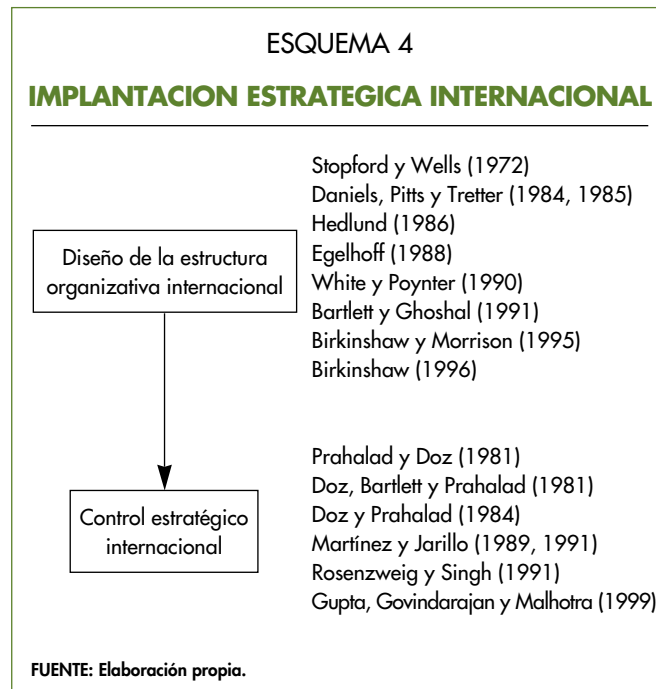 ESQUEMA 4
IMPLANTACION ESTRATEGICA INTERNACIONAL
Diseño de la estructura
organizativa internacional
Stopford y Wells (1972)
Daniels, Pitts y Tretter (1984, 1985)
Hedlund (1986)
Egelhoff (1988)
White y Poynter (1990)
Bartlett y Ghoshal (1991)
Birkinshaw y Morrison (1995)
Birkinshaw (1996)
Control estratégico
internacional
Prahalad y Doz (1981)
Doz, Bartlett y Prahalad (1981)
Doz y Prahalad (1984)
Martínez y Jarillo (1989, 1991)
Rosenzweig y Singh (1991)
Gupta, Govindarajan y Malhotra (1999)
FUENTE: Elaboración propia.